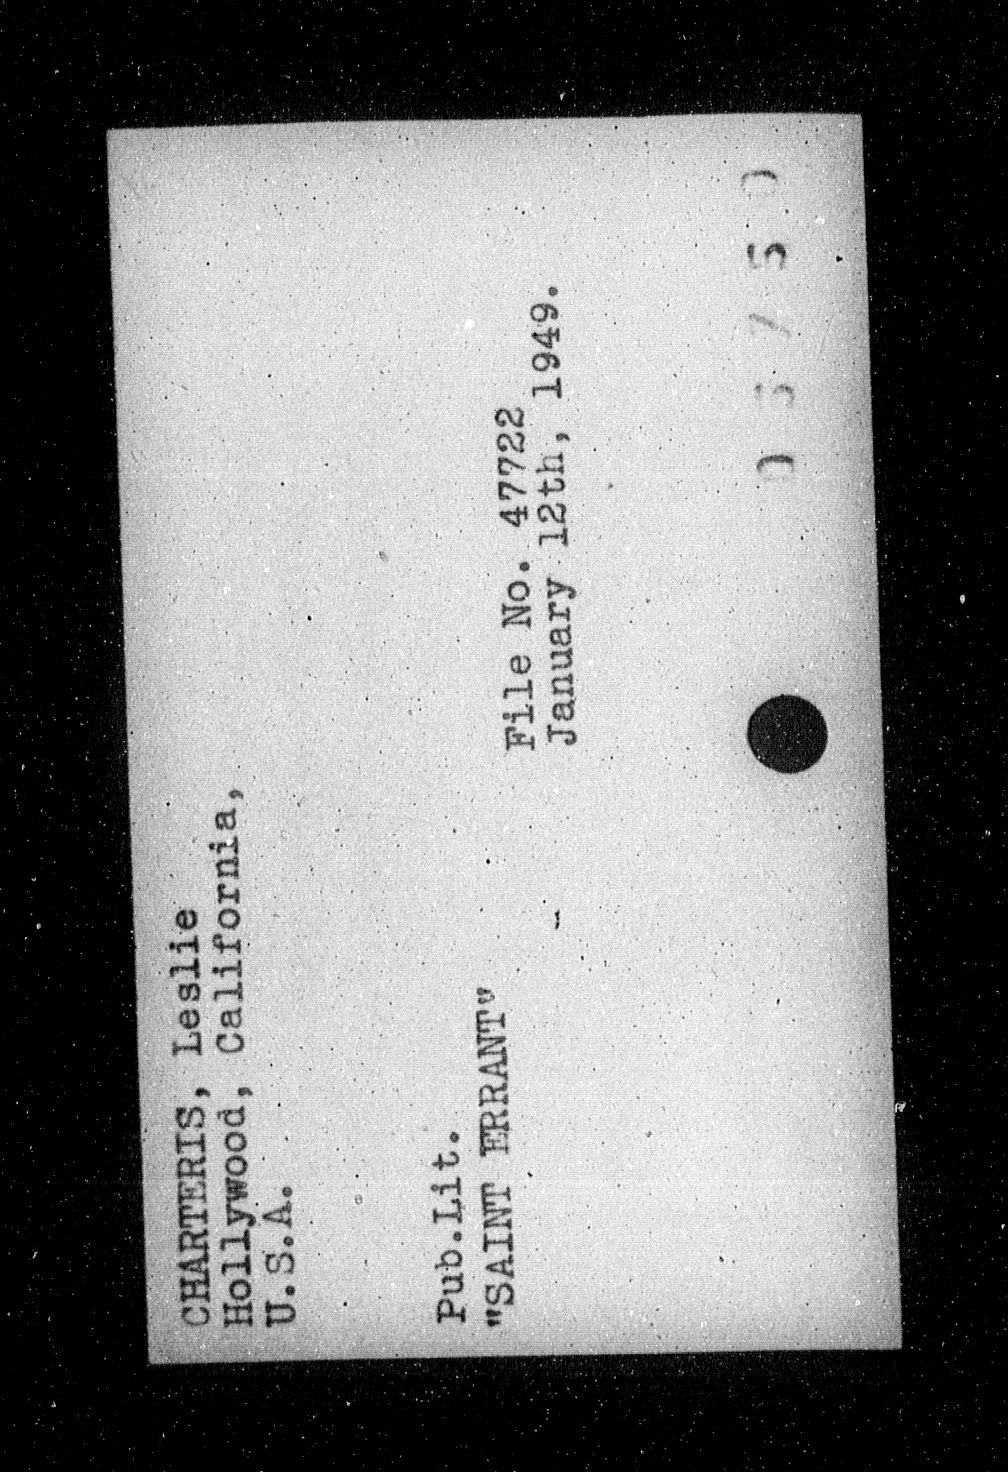 CHARTERIS, Leslie
Hollywood, California,
U.S.A.
Pub.Lit.
"SAINT ERRANT"
File No. 47722
January 12th, 1949.